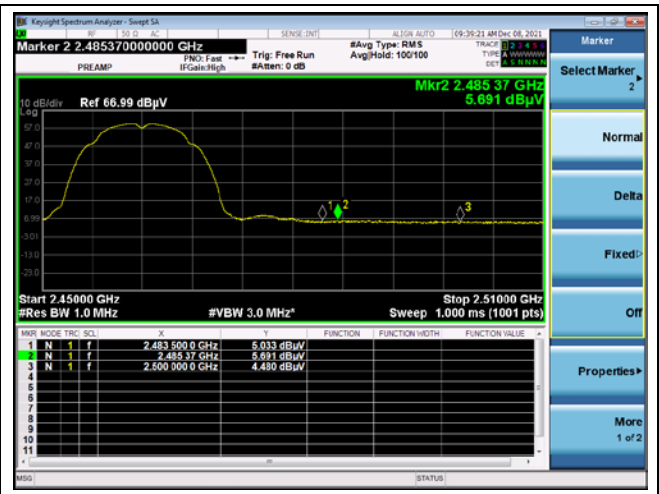 Keysight Spectrum Analyzer - Swept SA
RF 50 Ω AC SENSE:INT ALIGN AUTO 09:39:21 AM Dec 08, 2021
Marker 2 2.485370000000 GHz
PREAMP
PNO: Fast
IFGain:High
Trig: Free Run
#Atten: 0 dB
#Avg Type: RMS
Avg|Hold: 100/100
TRACE 1 2 3 4 5 6
TYPE A WWWWW
DET A S N N N N
Mkr2 2.485 37 GHz
5.691 dBµV
10 dB/div Ref 66.99 dBµV
Log
57.0
47.0
37.0
27.0
17.0
6.99
-3.01
-13.0
-23.0
1 2 3
Start 2.45000 GHz
#Res BW 1.0 MHz
#VBW 3.0 MHz*
Stop 2.51000 GHz
Sweep 1.000 ms (1001 pts)
MKR MODE TRC SCL X Y FUNCTION FUNCTION WIDTH FUNCTION VALUE
1 N 1 f 2.483 500 0 GHz 5.033 dBµV
2 N 1 f 2.485 37 GHz 5.691 dBµV
3 N 1 f 2.500 000 0 GHz 4.480 dBµV
4
5
6
7
8
9
10
11
MSG STATUS
Marker
Select Marker
2
Normal
Delta
Fixed
Off
Properties
More
1 of 2